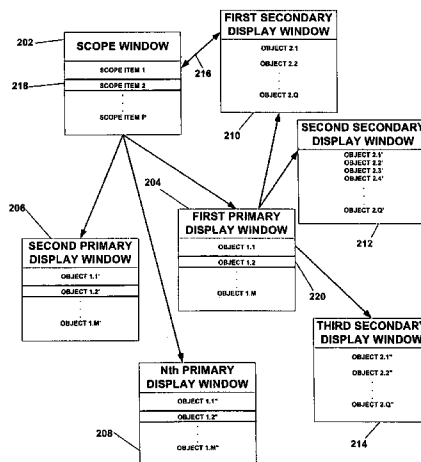 FIRST SECONDARY
DISPLAY WINDOW
OBJECT 2.1
OBJECT 2.2
OBJECT 2.Q
210
202
SCOPE WINDOW
SCOPE ITEM 1
218
SCOPE ITEM 2
SCOPE ITEM P
216
SECOND SECONDARY
DISPLAY WINDOW
OBJECT 2.1'
OBJECT 2.2'
OBJECT 2.3'
OBJECT 2.4'
OBJECT 2.Q'
212
204
FIRST PRIMARY
DISPLAY WINDOW
OBJECT 1.1
OBJECT 1.2
OBJECT 1.M
220
206
SECOND PRIMARY
DISPLAY WINDOW
OBJECT 1.1'
OBJECT 1.2'
OBJECT 1.M'
THIRD SECONDARY
DISPLAY WINDOW
OBJECT 2.1"
OBJECT 2.2"
OBJECT 2.Q"
214
Nth PRIMARY
DISPLAY WINDOW
OBJECT 1.1"
OBJECT 1.2"
OBJECT 1.M"
208